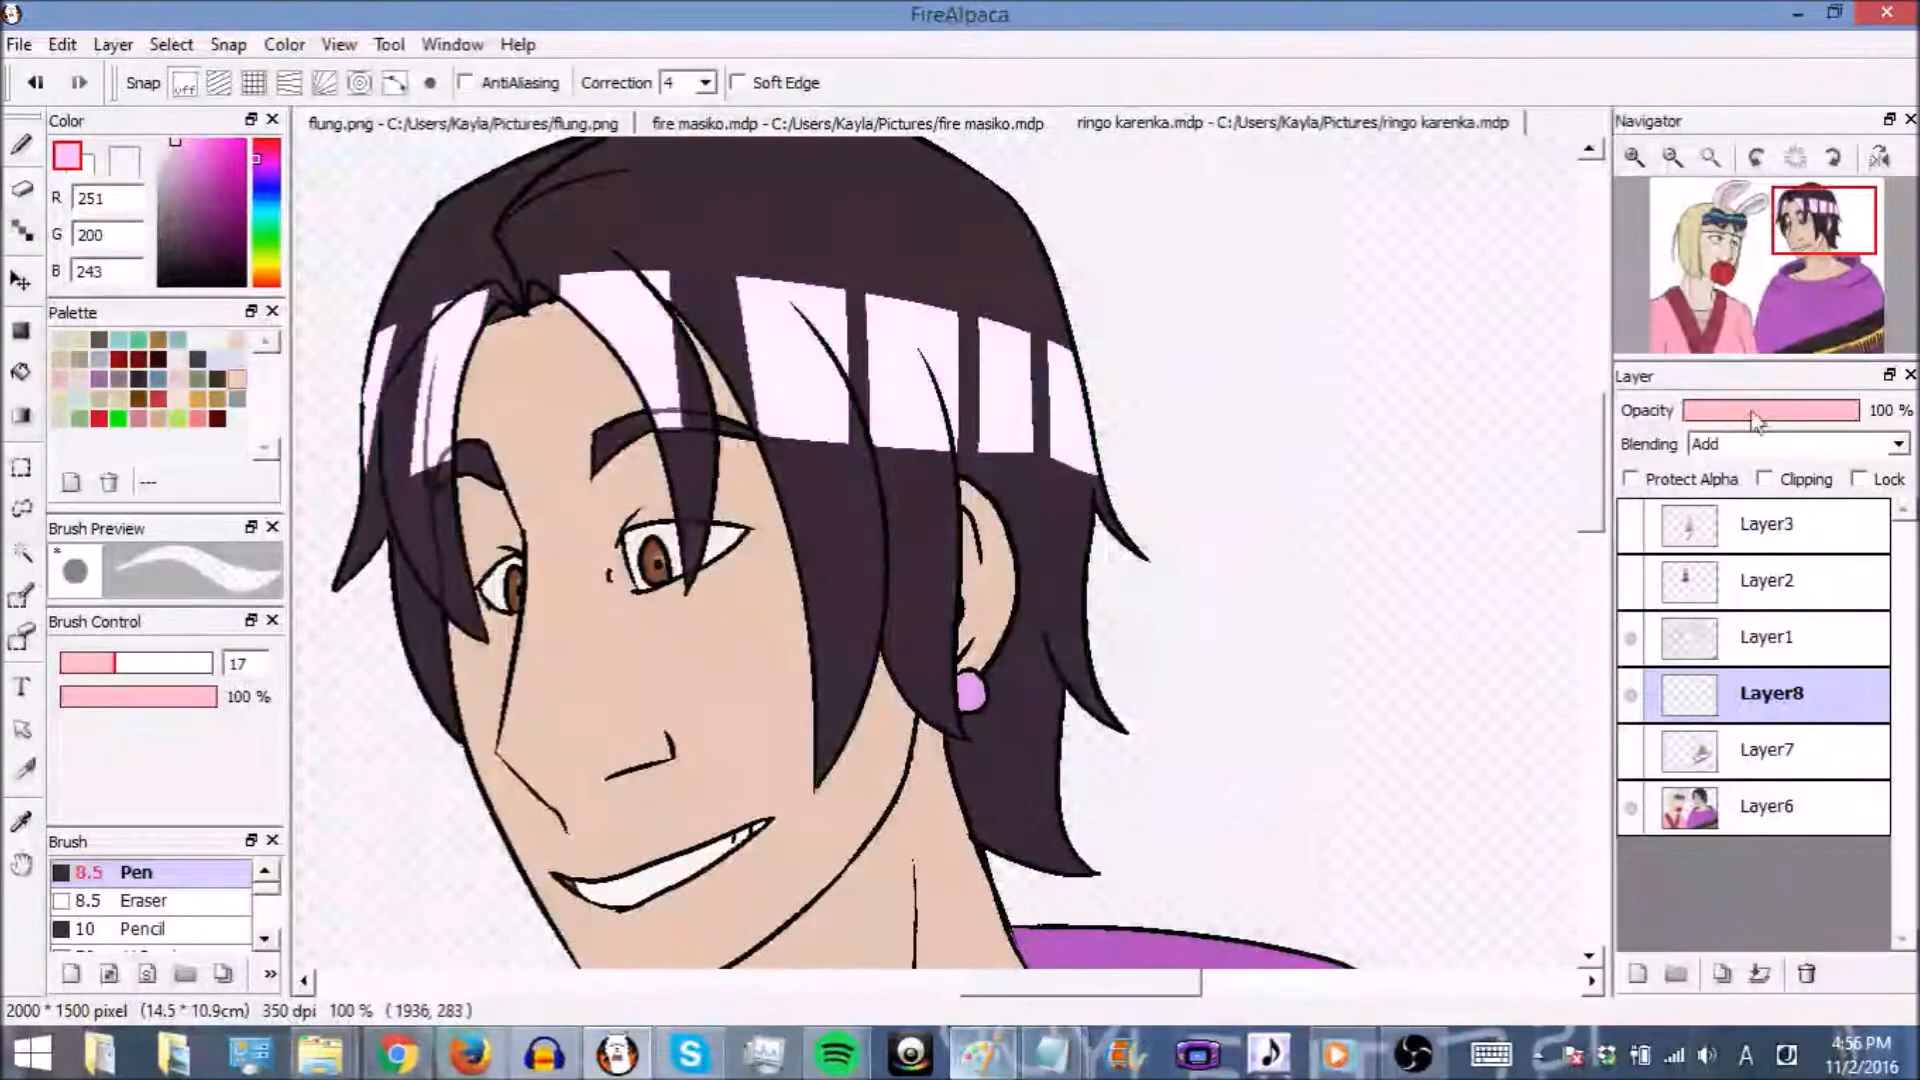 FireAlpaca
File Edit Layer Select Snap Color View Tool Window Help
Snap off AntiAliasing Correction 4 Soft Edge
Color
R 251
G 200
B 243
Palette
---
Brush Preview
*
Brush Control
17
100 %
Brush
8.5 Pen
8.5 Eraser
10 Pencil
flung.png - C:/Users/Kayla/Pictures/flung.png
fire masiko.mdp - C:/Users/Kayla/Pictures/fire masiko.mdp
ringo karenka.mdp - C:/Users/Kayla/Pictures/ringo karenka.mdp
Navigator
Layer
Opacity 100 %
Blending Add
Protect Alpha Clipping Lock
Layer3
Layer2
Layer1
Layer8
Layer7
Layer6
2000 * 1500 pixel (14.5 * 10.9cm) 350 dpi 100 % ( 1936, 283 )
A
4:56 PM
11/2/2016